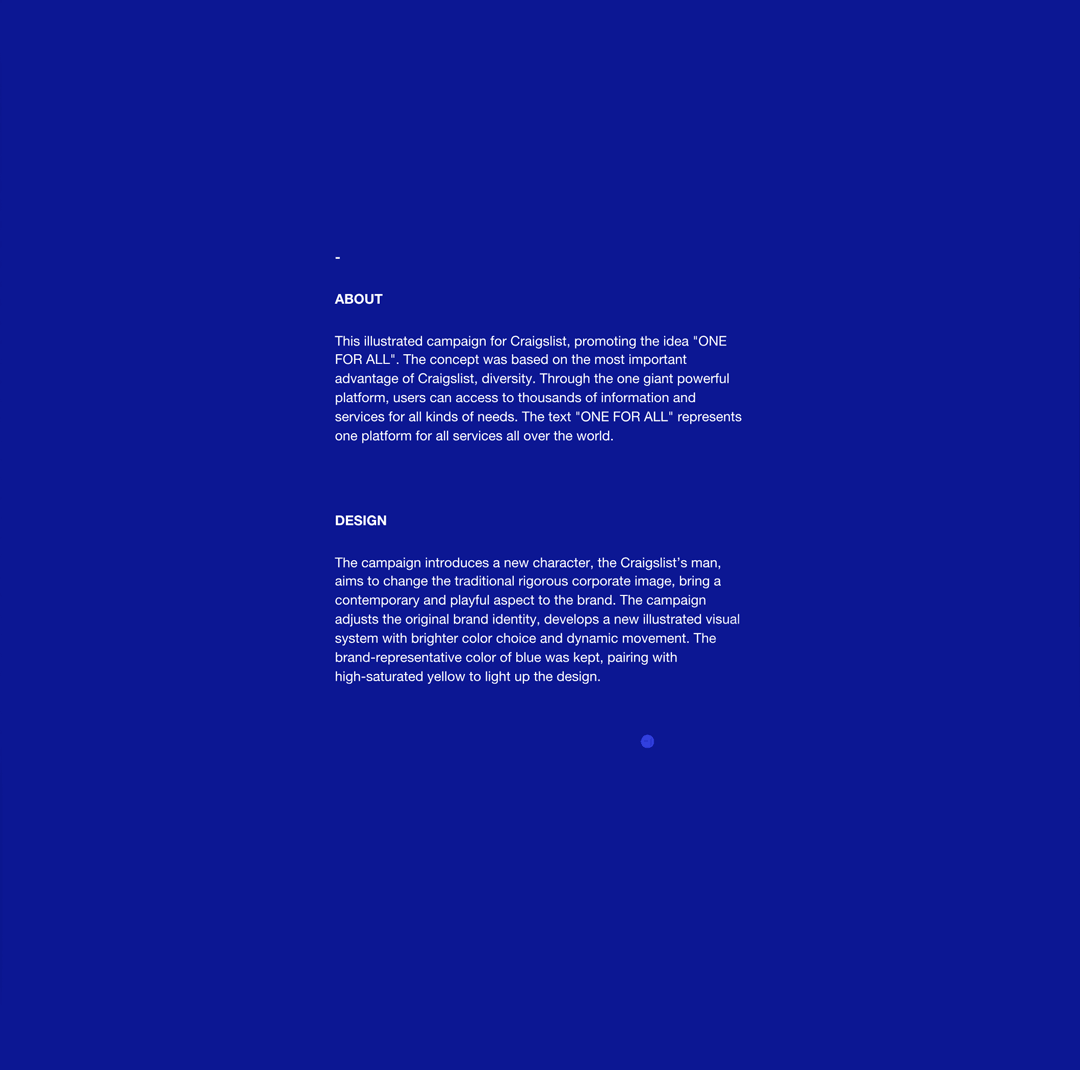 -
ABOUT
This illustrated campaign for Craigslist, promoting the idea "ONE
FOR ALL". The concept was based on the most important
advantage of Craigslist, diversity. Through the one giant powerful
platform, users can access to thousands of information and
services for all kinds of needs. The text "ONE FOR ALL" represents
one platform for all services all over the world.
DESIGN
The campaign introduces a new character, the Craigslist’s man,
aims to change the traditional rigorous corporate image, bring a
contemporary and playful aspect to the brand. The campaign
adjusts the original brand identity, develops a new illustrated visual
system with brighter color choice and dynamic movement. The
brand-representative color of blue was kept, pairing with
high-saturated yellow to light up the design.